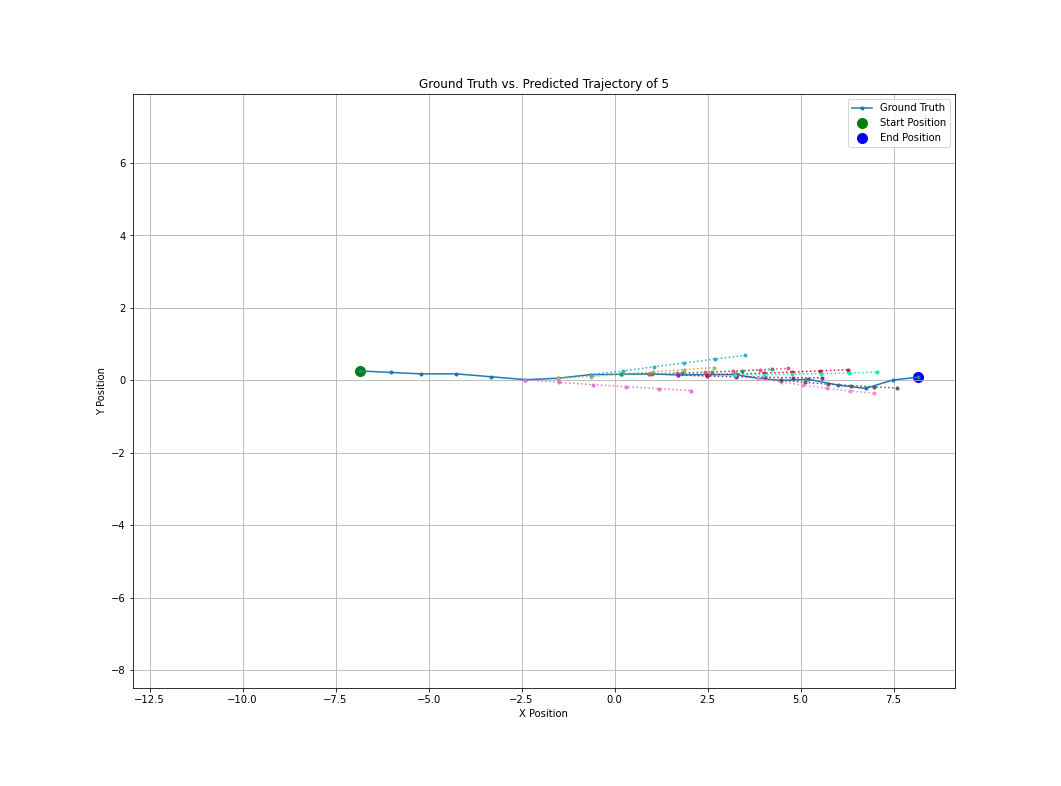 Ground Truth vs. Predicted Trajectory of 5
Ground Truth
Start Position
End Position
6
4
2
0
−2
−4
−6
−8
Y Position
−12.5 −10.0 −7.5 −5.0 −2.5 0.0 2.5 5.0 7.5
X Position